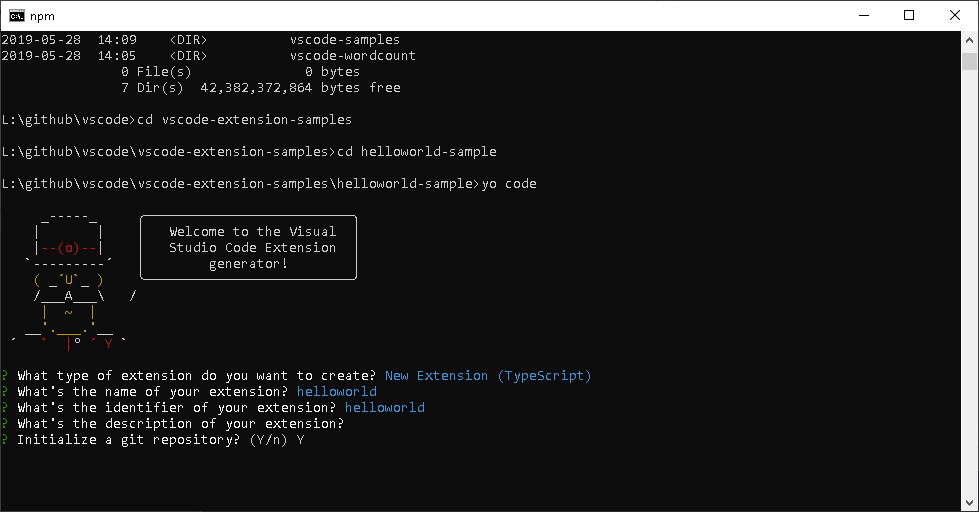 npm
2019-05-28  14:09    <DIR>          vscode-samples
2019-05-28  14:05    <DIR>          vscode-wordcount
               0 File(s)              0 bytes
               7 Dir(s)  42,382,372,864 bytes free
L:\github\vscode>cd vscode-extension-samples
L:\github\vscode\vscode-extension-samples>cd helloworld-sample
L:\github\vscode\vscode-extension-samples\helloworld-sample>yo code
     _-----_
    |       |
    |--(o)--|
   `---------´
    ( _´U`_ )
    /___A___\   /
     |  ~  |
   __'.___.'__
 ´   `  |° ´ Y `
Welcome to the Visual
Studio Code Extension
generator!
? What type of extension do you want to create? New Extension (TypeScript)
? What's the name of your extension? helloworld
? What's the identifier of your extension? helloworld
? What's the description of your extension?
? Initialize a git repository? (Y/n) Y